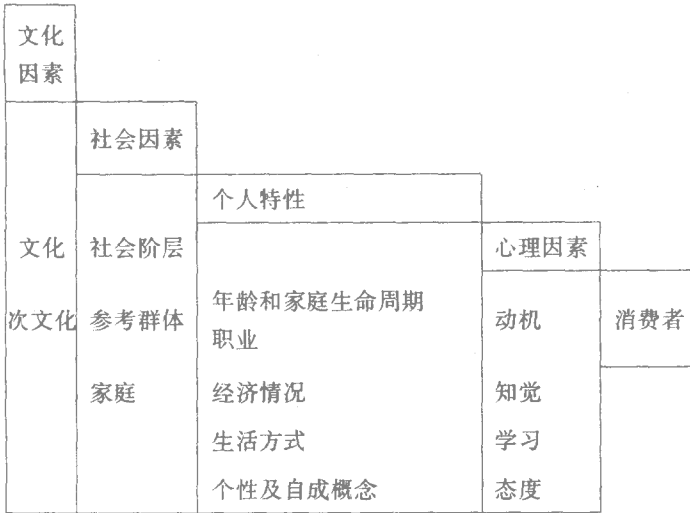 文化
因素
社会因素
个人特性
文化
社会阶层
心理因素
次文化
参考群体
年龄和家庭生命周期
职业
动机
消费者
家庭
经济情况
知觉
生活方式
学习
个性及自成概念
态度